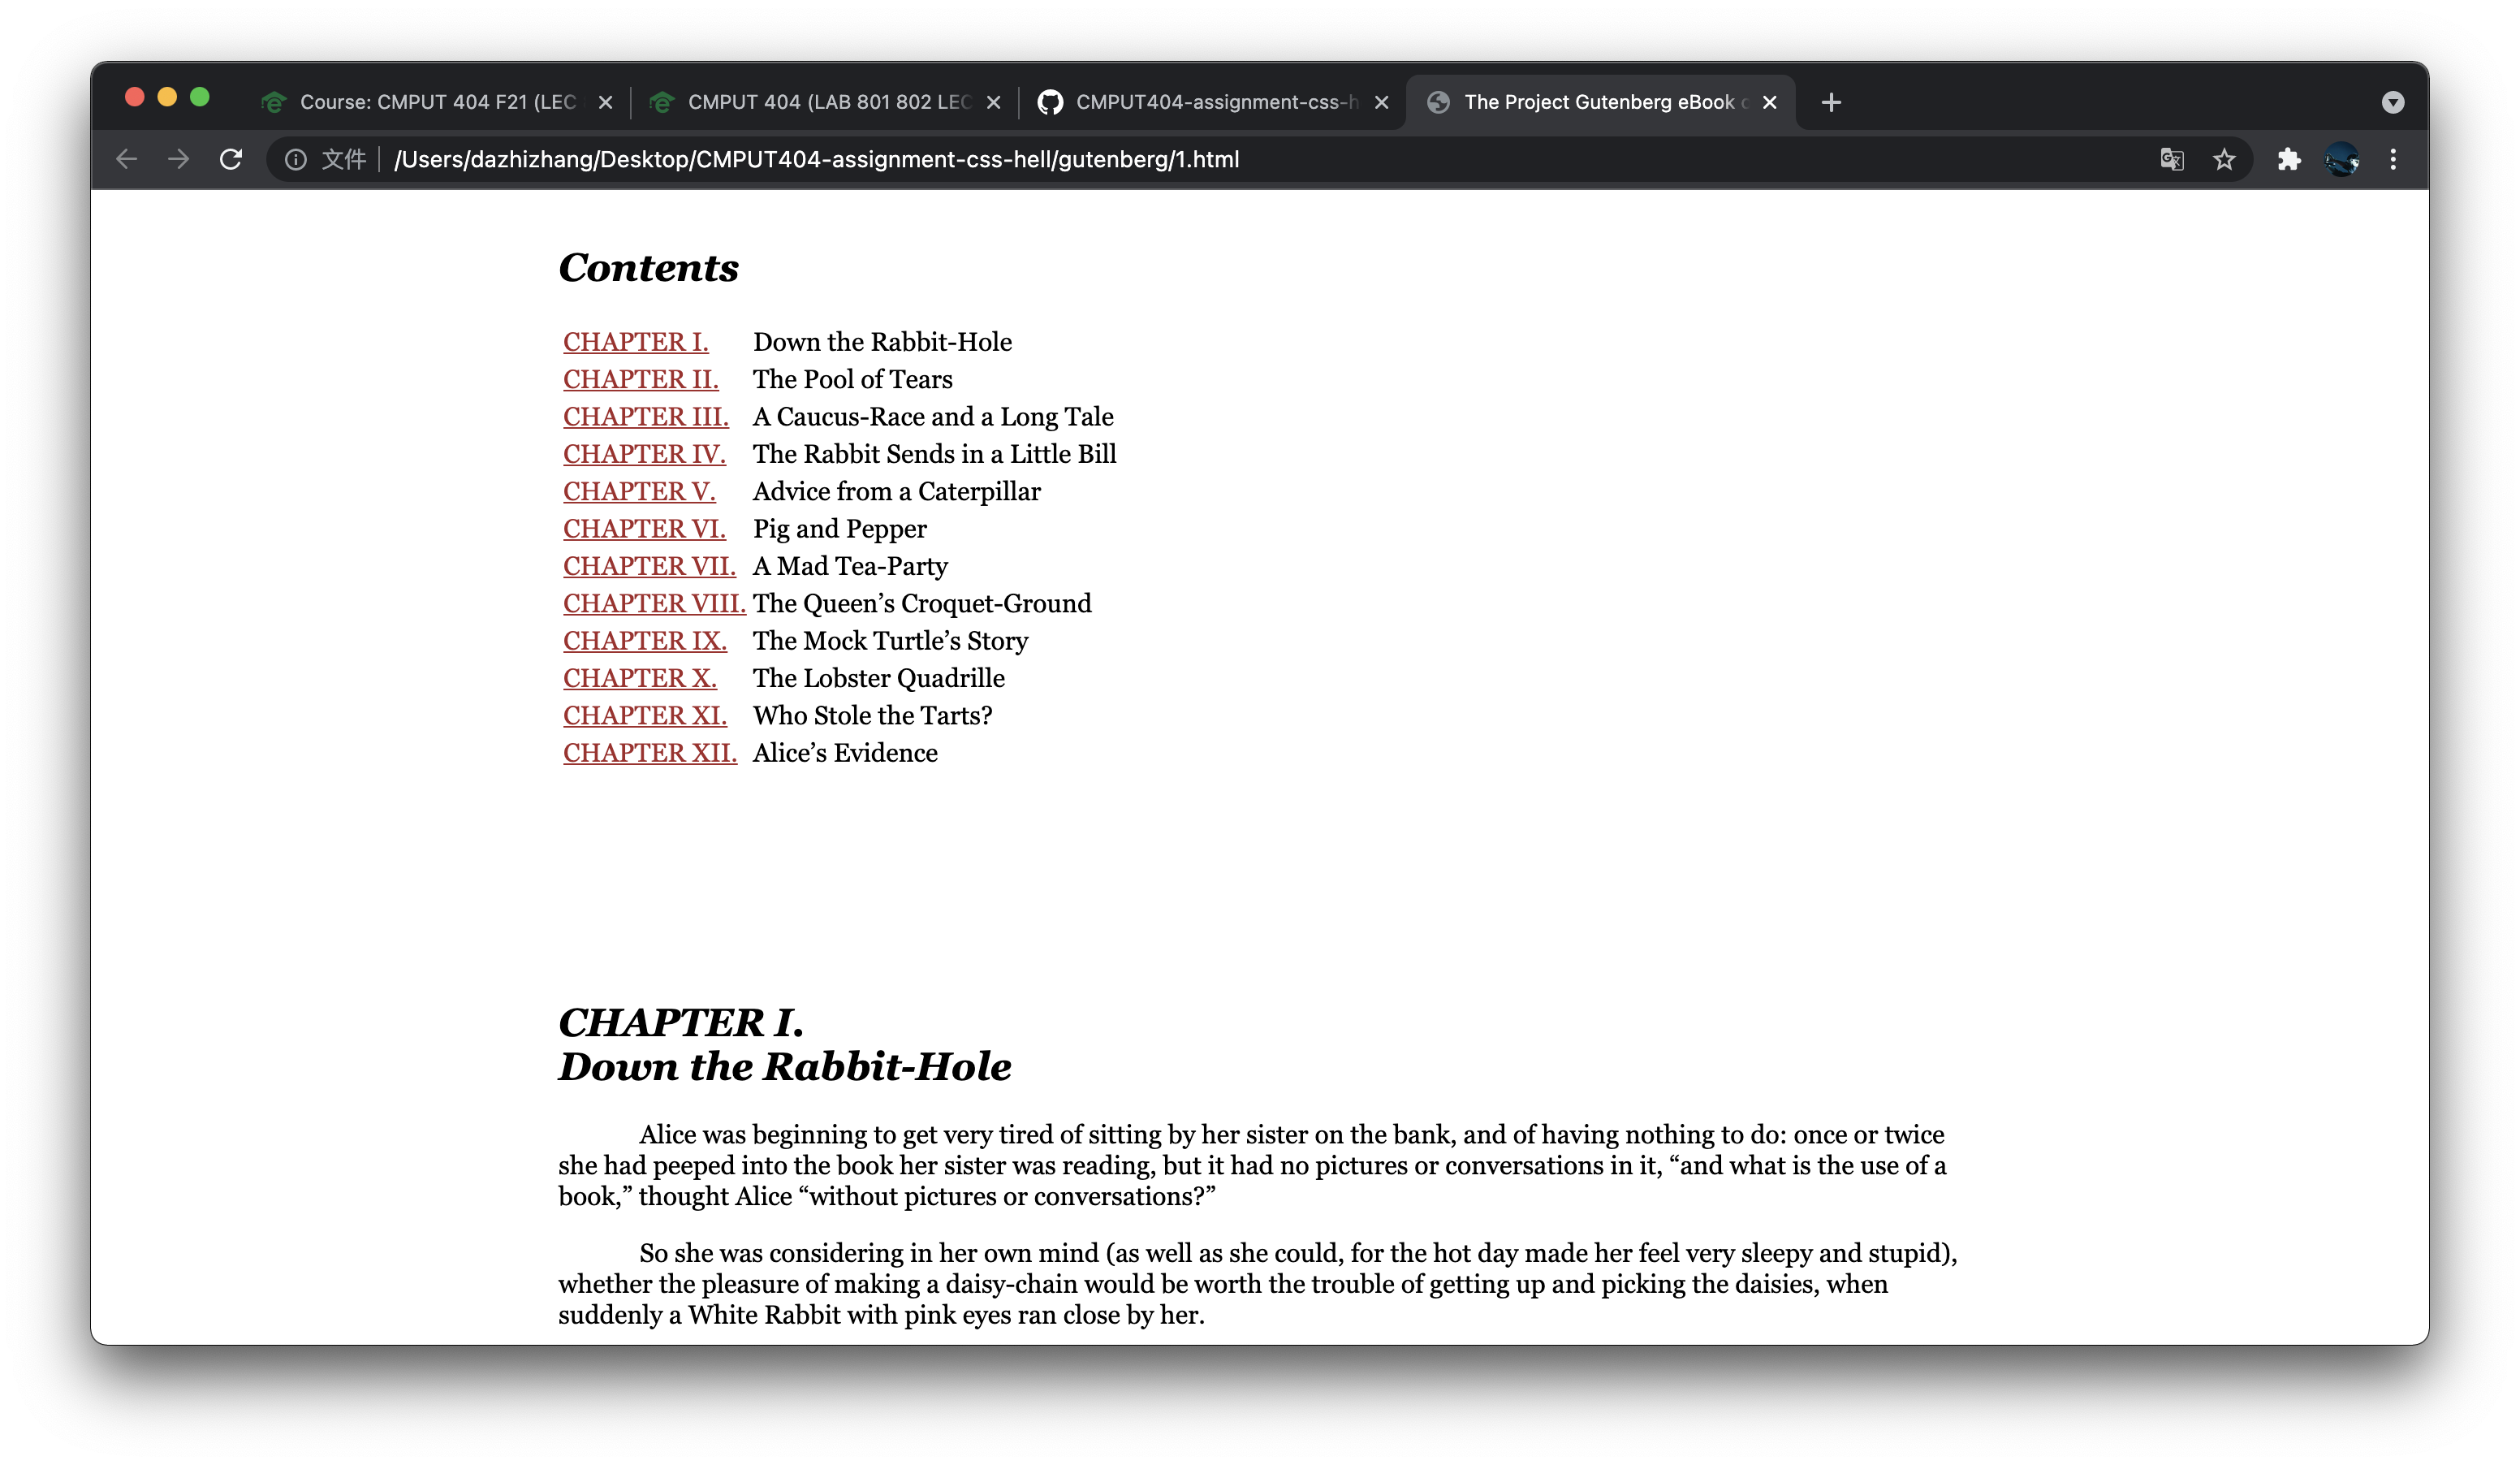 Course: CMPUT 404 F21 (LEC
CMPUT 404 (LAB 801 802 LEC
CMPUT404-assignment-css-h
The Project Gutenberg eBook
文件 /Users/dazhizhang/Desktop/CMPUT404-assignment-css-hell/gutenberg/1.html
Contents
CHAPTER I. Down the Rabbit-Hole
CHAPTER II. The Pool of Tears
CHAPTER III. A Caucus-Race and a Long Tale
CHAPTER IV. The Rabbit Sends in a Little Bill
CHAPTER V. Advice from a Caterpillar
CHAPTER VI. Pig and Pepper
CHAPTER VII. A Mad Tea-Party
CHAPTER VIII. The Queen’s Croquet-Ground
CHAPTER IX. The Mock Turtle’s Story
CHAPTER X. The Lobster Quadrille
CHAPTER XI. Who Stole the Tarts?
CHAPTER XII. Alice’s Evidence
CHAPTER I.
Down the Rabbit-Hole
Alice was beginning to get very tired of sitting by her sister on the bank, and of having nothing to do: once or twice
she had peeped into the book her sister was reading, but it had no pictures or conversations in it, “and what is the use of a
book,” thought Alice “without pictures or conversations?”
So she was considering in her own mind (as well as she could, for the hot day made her feel very sleepy and stupid),
whether the pleasure of making a daisy-chain would be worth the trouble of getting up and picking the daisies, when
suddenly a White Rabbit with pink eyes ran close by her.